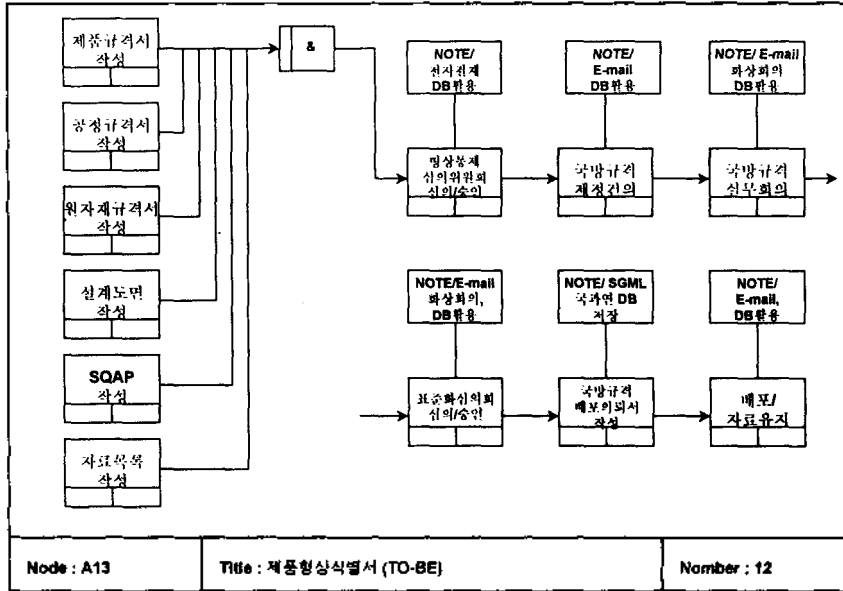 제품규격서
작성
&
공정규격서
작성
원자재규격서
작성
설계도면
작성
SQAP
작성
자료목록
작성
NOTE/
전자결재
DB활용
NOTE/
E-mail
DB활용
NOTE/ E-mail
화상회의
DB활용
형상통제
심의위원회
심의/승인
국방규격
제정건의
국방규격
실무회의
NOTE/E-mail
화상회의,
DB활용
NOTE/ SGML
국과연 DB
저장
NOTE/
E-mail,
DB활용
표준화심의회
심의/승인
국방규격
배포의뢰서
작성
배포/
자료유지
Node : A13
Title : 제품형상식별서 (TO-BE)
Number : 12